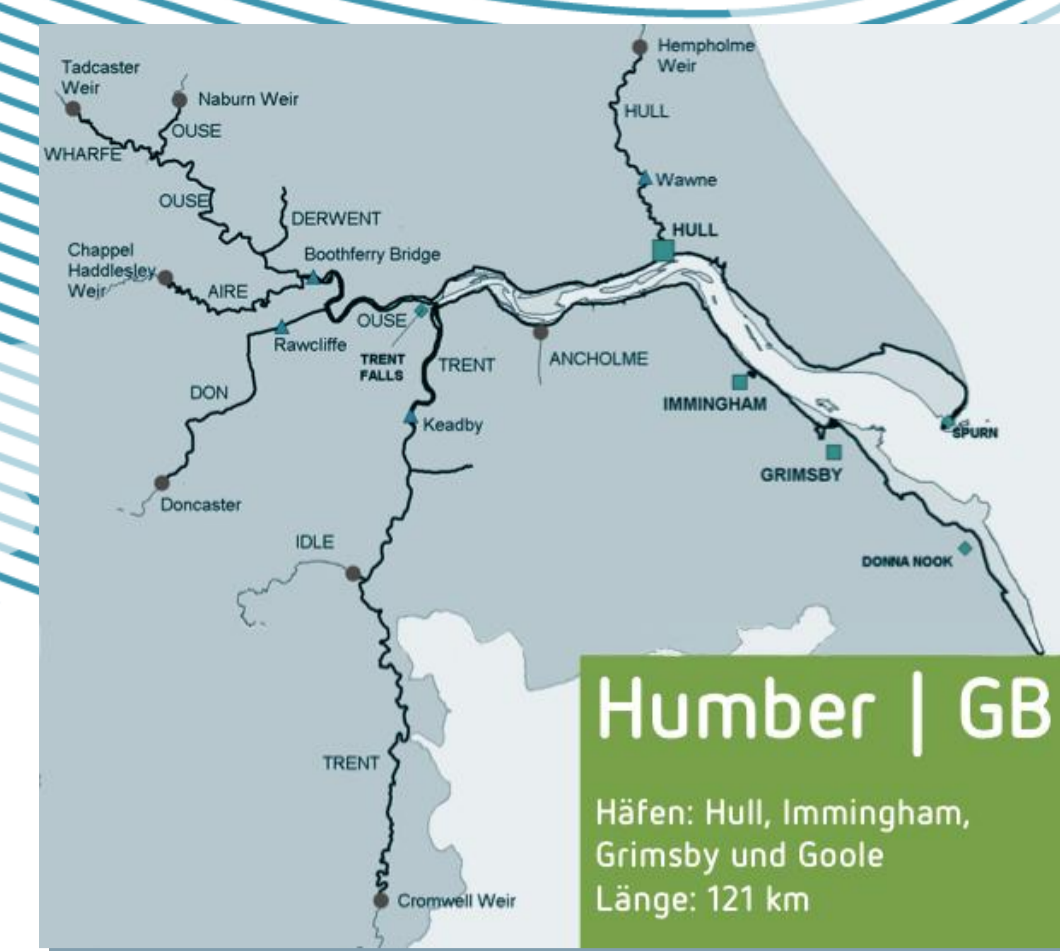 Tadcaster
Weir
Naburn Weir
OUSE
WHARFE
OUSE
DERWENT
Chappel
Haddlesley
Weir
AIRE
Boothferry Bridge
Rawcliffe
OUSE
TRENT
FALLS
TRENT
DON
Keadby
Doncaster
IDLE
TRENT
Cromwell Weir
Hempholme
Weir
HULL
Wawne
HULL
ANCHOLME
IMMINGHAM
GRIMSBY
SPURN
DONNA NOOK
Humber | GB
Häfen: Hull, Immingham,
Grimsby und Goole
Länge: 121 km